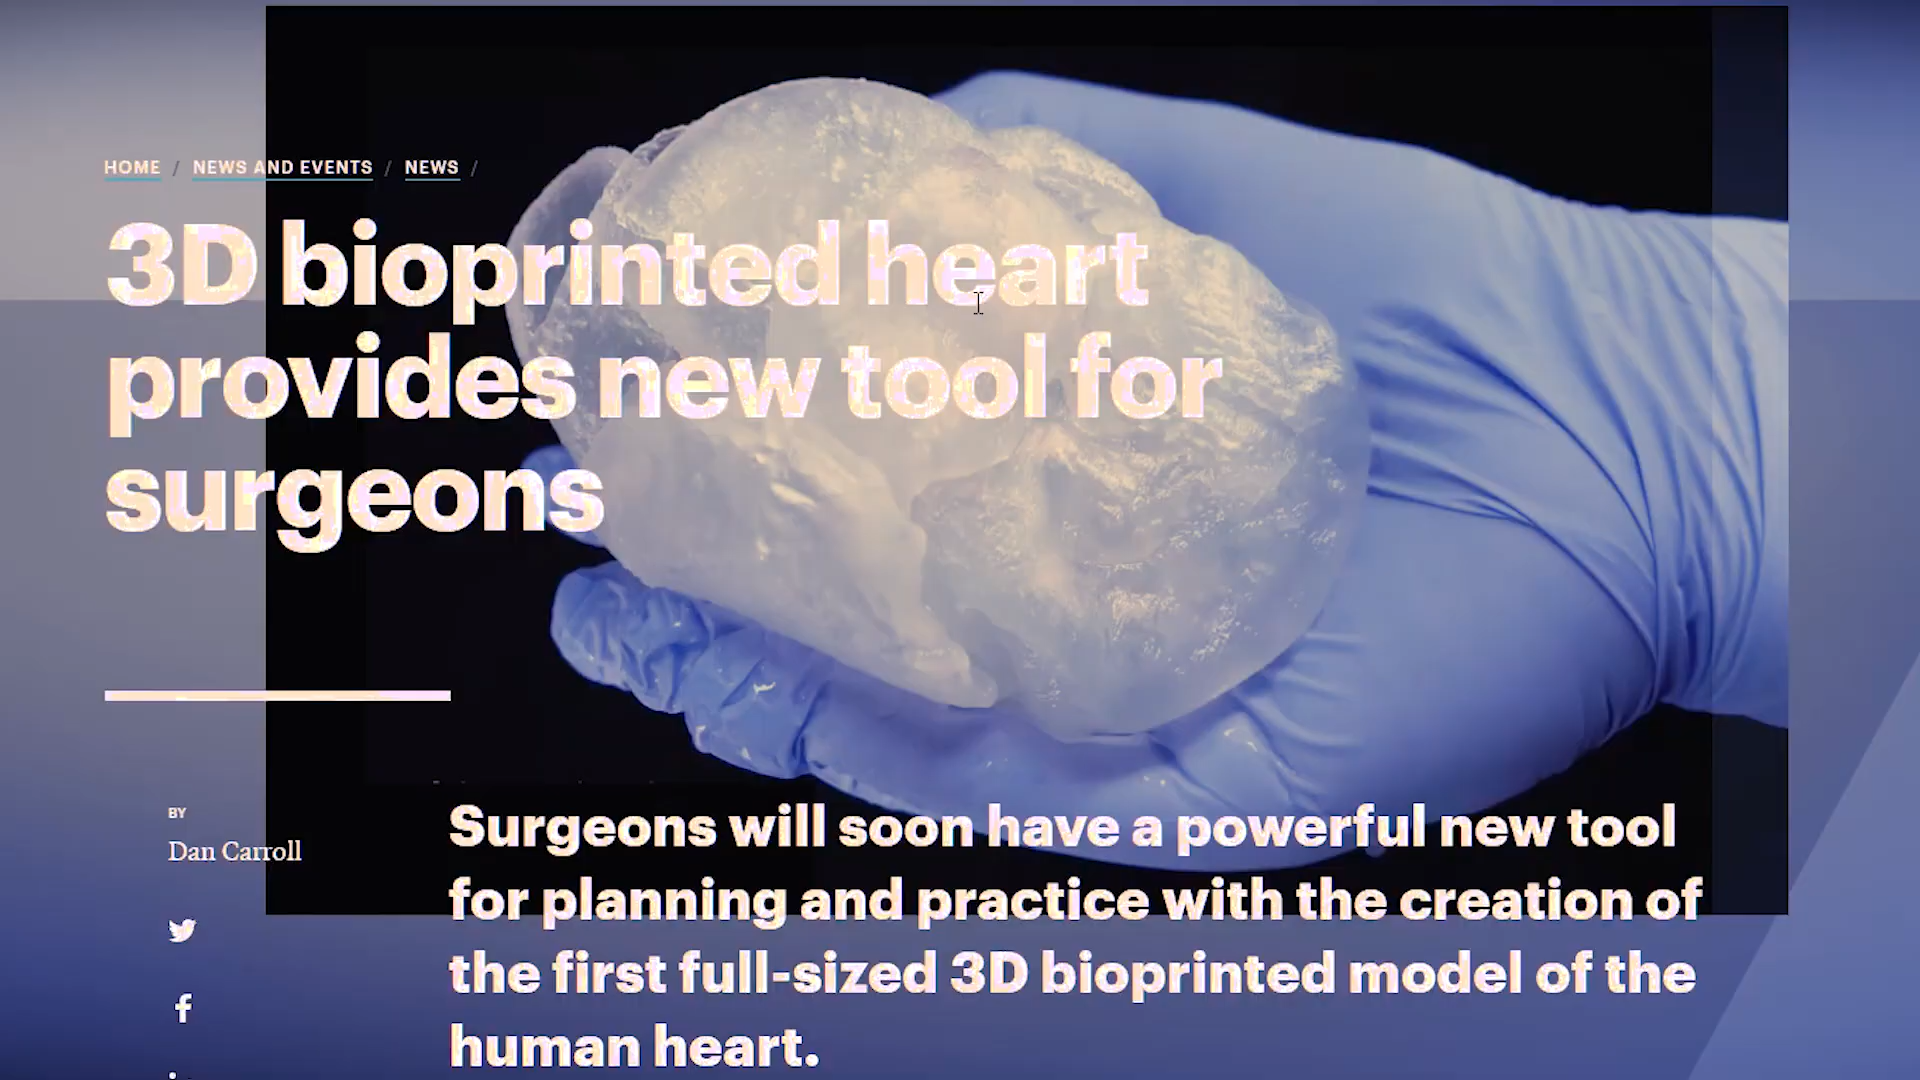 HOME / NEWS AND EVENTS / NEWS /
3D bioprinted heart
provides new tool for
surgeons
BY
Dan Carroll
Surgeons will soon have a powerful new tool
for planning and practice with the creation of
the first full-sized 3D bioprinted model of the
human heart.